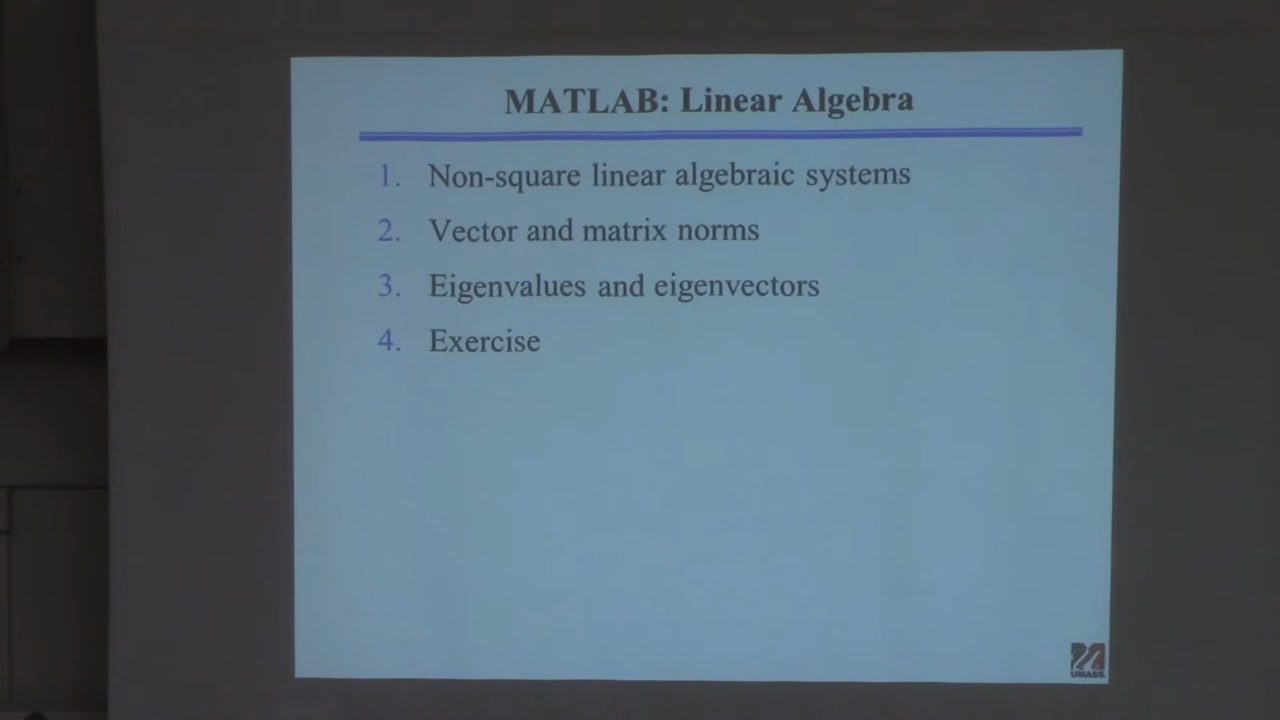 MATLAB: Linear Algebra
1. Non-square linear algebraic systems
2. Vector and matrix norms
3. Eigenvalues and eigenvectors
4. Exercise
UMASS